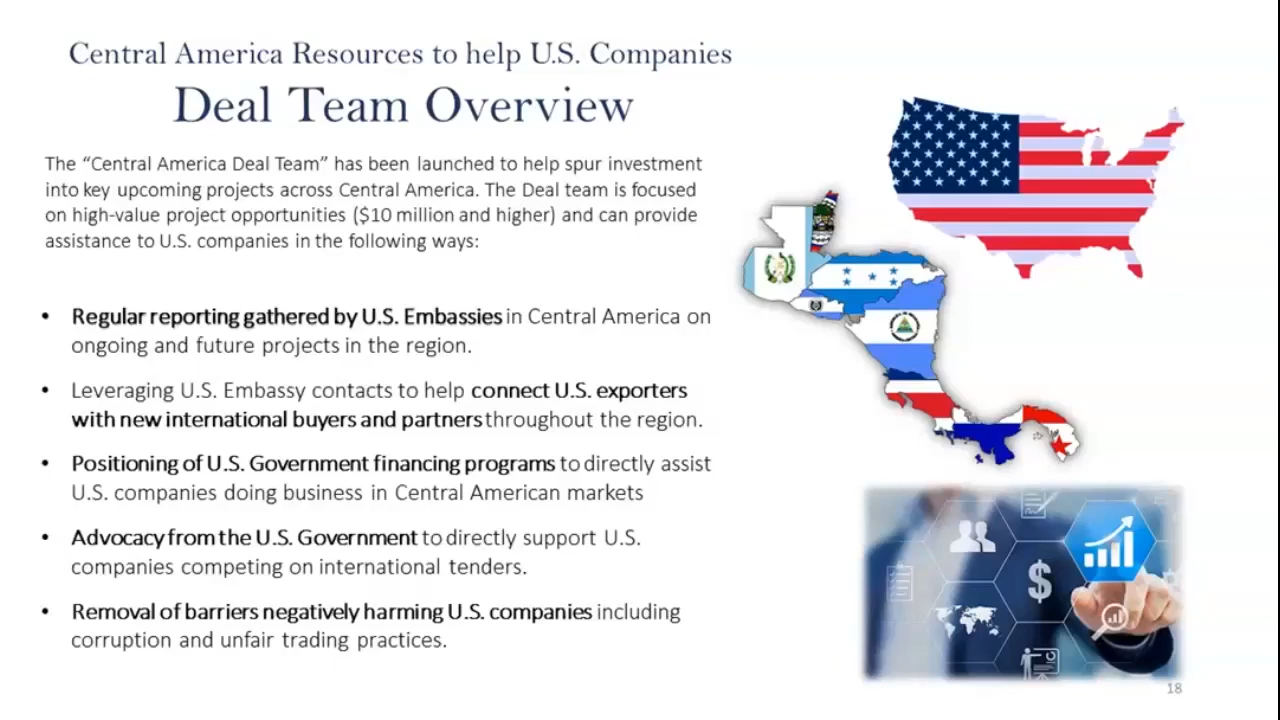 Central America Resources to help U.S. Companies
Deal Team Overview
The “Central America Deal Team” has been launched to help spur investment
into key upcoming projects across Central America. The Deal team is focused
on high-value project opportunities ($10 million and higher) and can provide
assistance to U.S. companies in the following ways:
• Regular reporting gathered by U.S. Embassies in Central America on
ongoing and future projects in the region.
• Leveraging U.S. Embassy contacts to help connect U.S. exporters
with new international buyers and partners throughout the region.
• Positioning of U.S. Government financing programs to directly assist
U.S. companies doing business in Central American markets
• Advocacy from the U.S. Government to directly support U.S.
companies competing on international tenders.
• Removal of barriers negatively harming U.S. companies including
corruption and unfair trading practices.
$
18